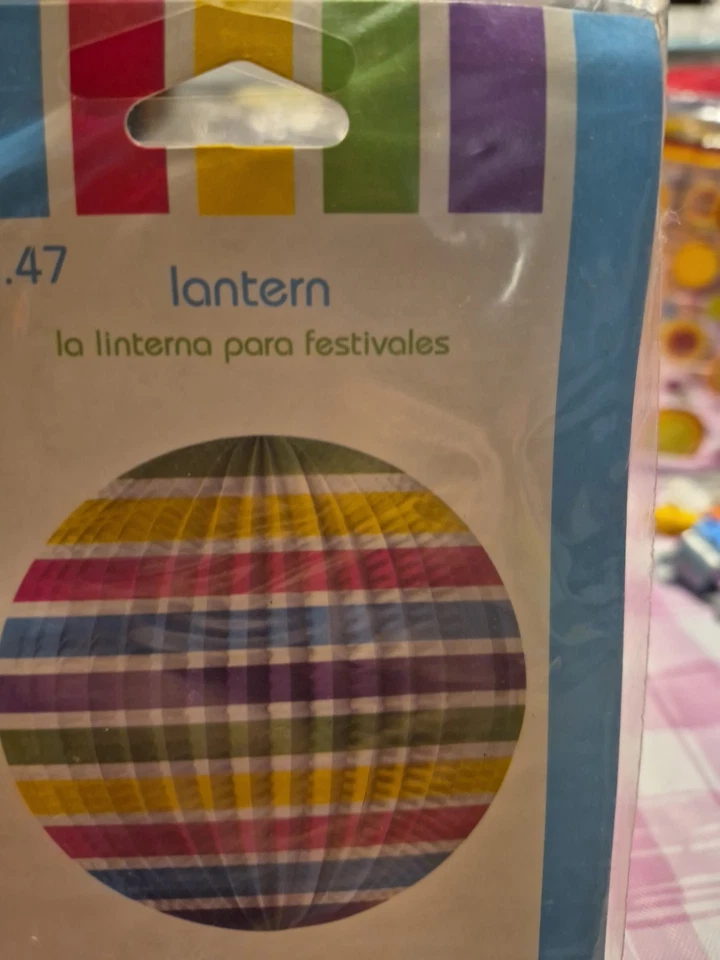 .47
lantern
la linterna para festivales